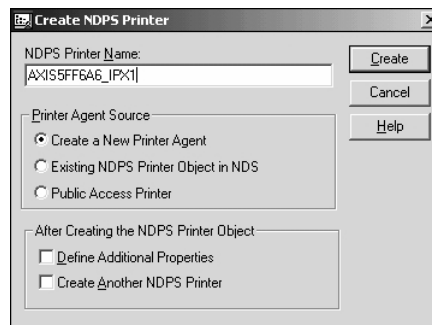 Create NDPS Printer
NDPS Printer Name:
AXIS5FF6A6_IPX1
Create
Cancel
Help
Printer Agent Source
Create a New Printer Agent
Existing NDPS Printer Object in NDS
Public Access Printer
After Creating the NDPS Printer Object
Define Additional Properties
Create Another NDPS Printer